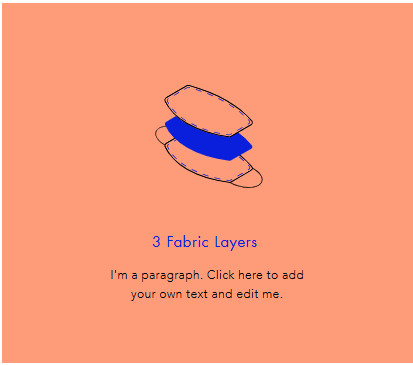 3 Fabric Layers
I'm a paragraph. Click here to add
your own text and edit me.